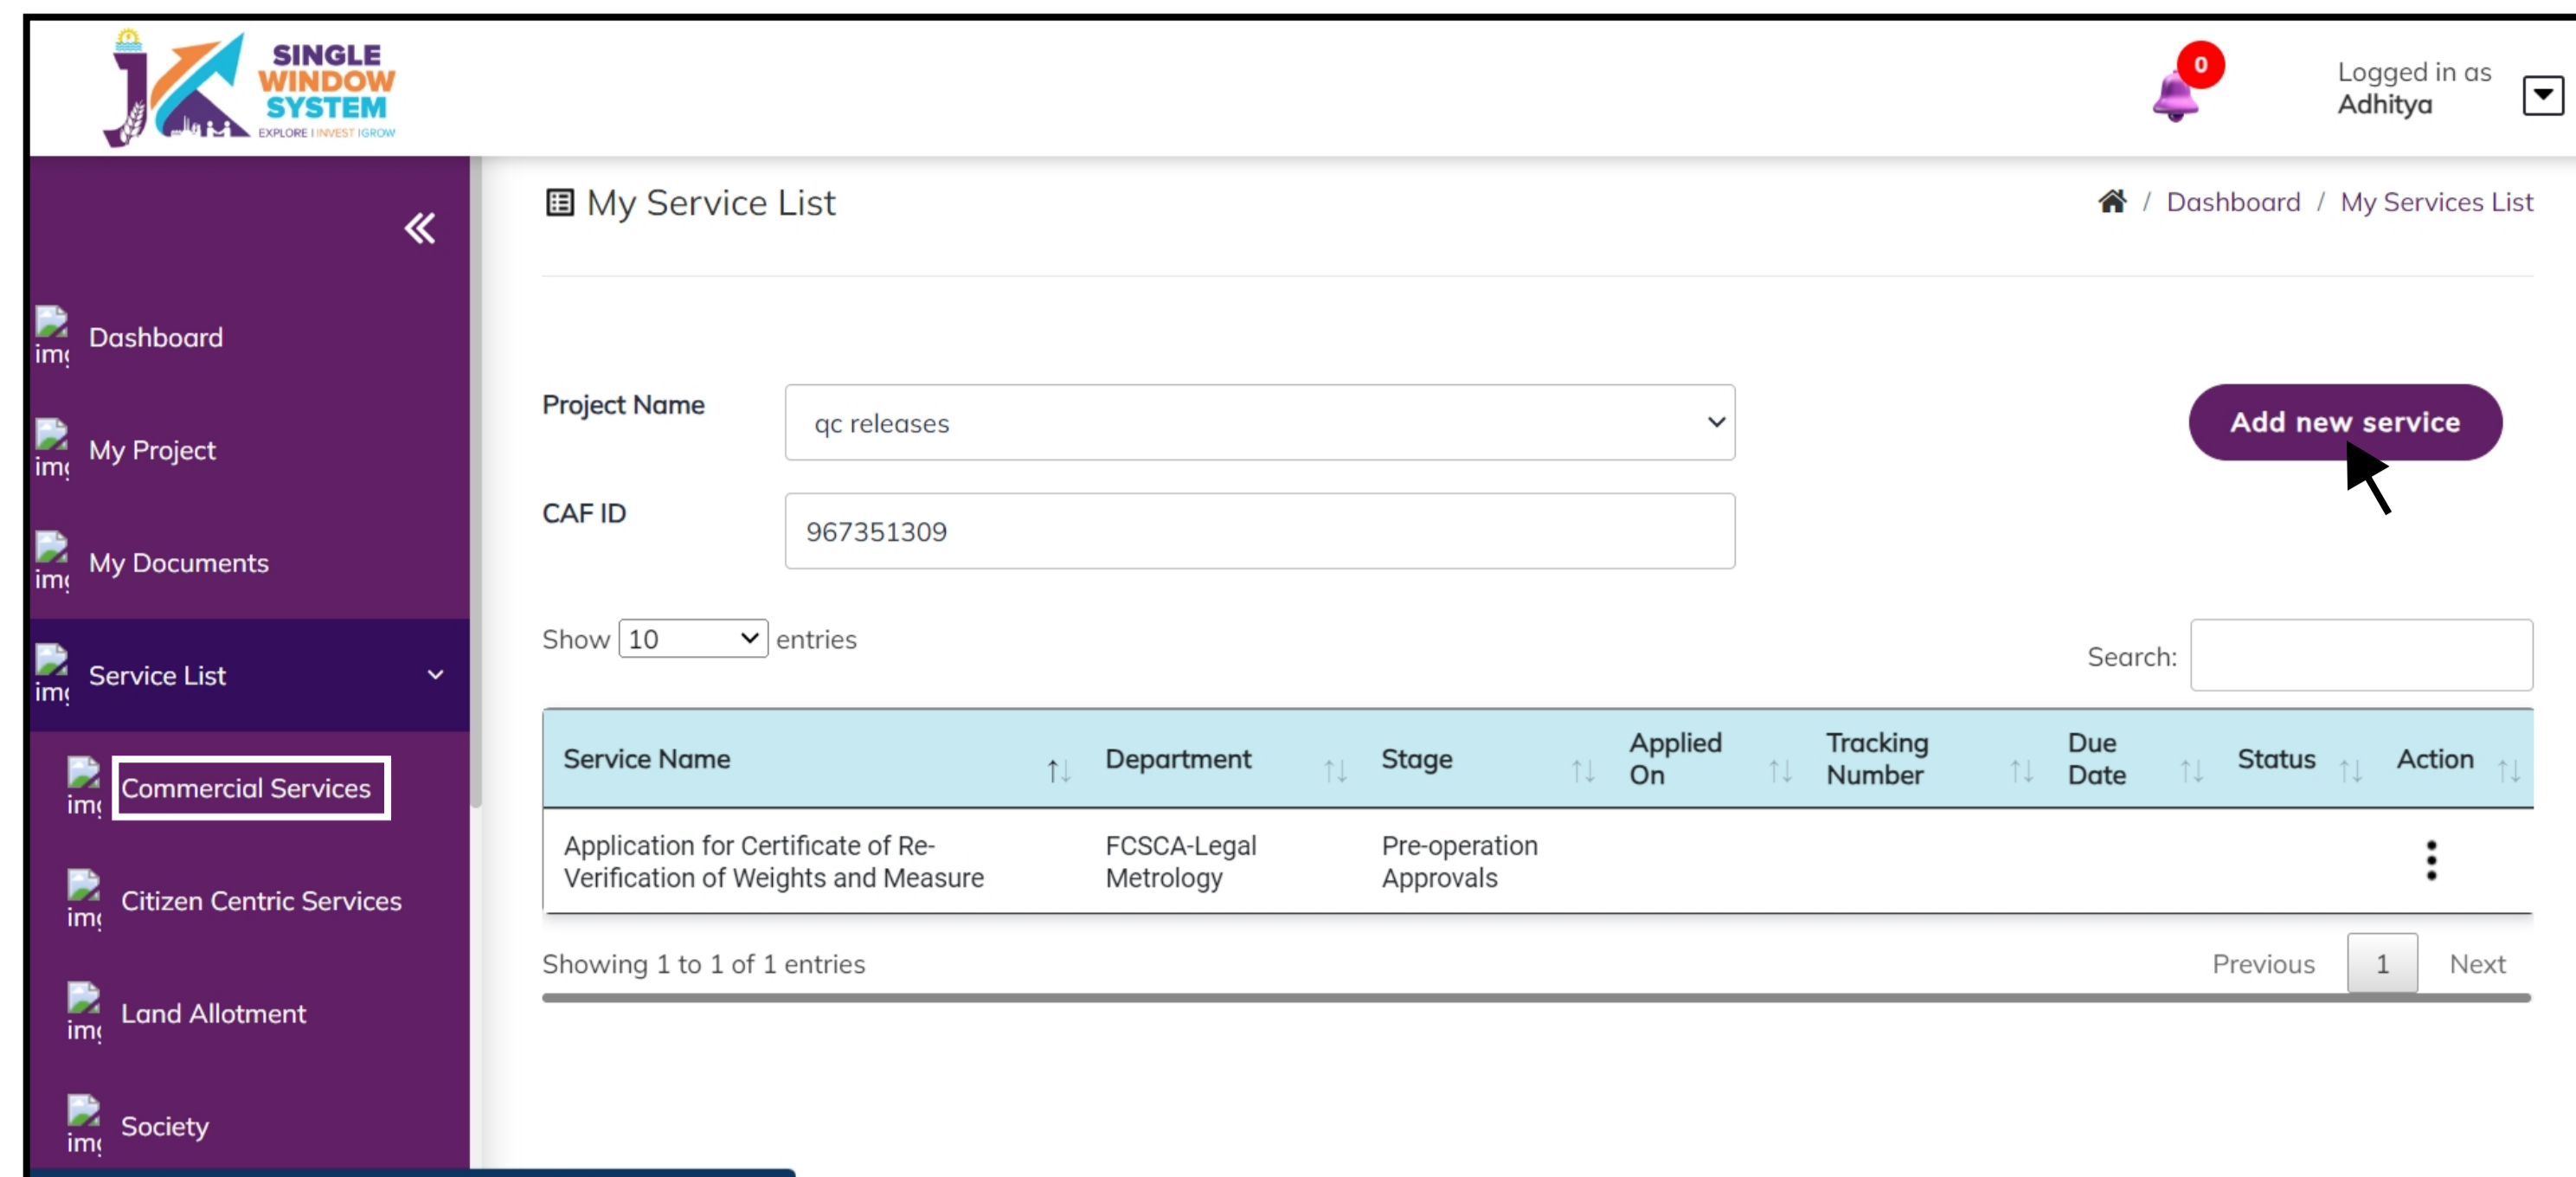 SINGLE
WINDOW
SYSTEM
EXPLORE | INVEST | GROW
0
Logged in as
Adhitya
My Service List
/ Dashboard / My Services List
Dashboard
My Project
My Documents
Service List
Commercial Services
Citizen Centric Services
Land Allotment
Society
Project Name
qc releases
Add new service
CAF ID
967351309
Show 10 entries
Search:
Service Name
Department
Stage
Applied
On
Tracking
Number
Due
Date
Status
Action
Application for Certificate of Re-
Verification of Weights and Measure
FCSCA-Legal
Metrology
Pre-operation
Approvals
Showing 1 to 1 of 1 entries
Previous 1 Next